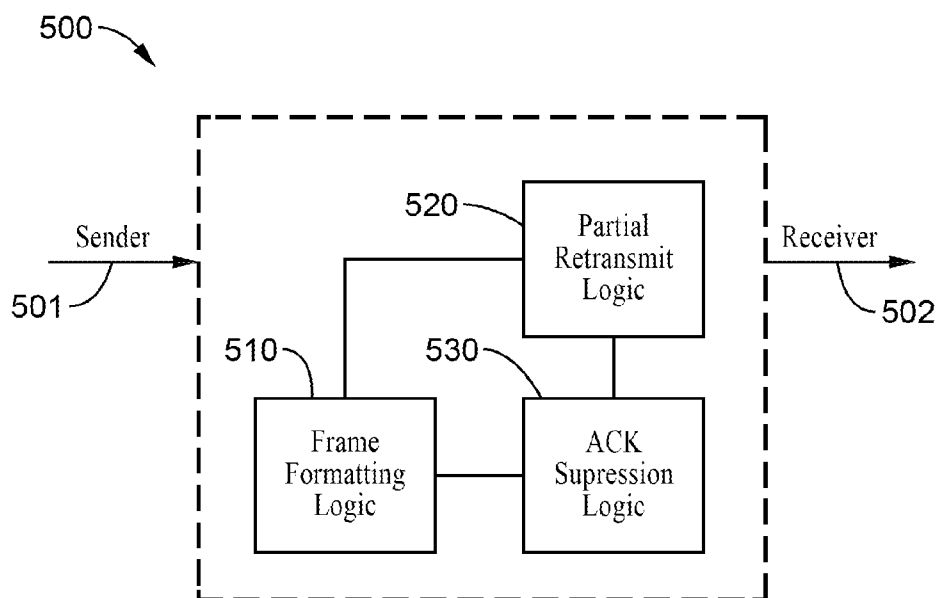 500
520
Partial
Retransmit
Logic
Sender
Receiver
501
502
510
530
Frame
Formatting
Logic
ACK
Supression
Logic